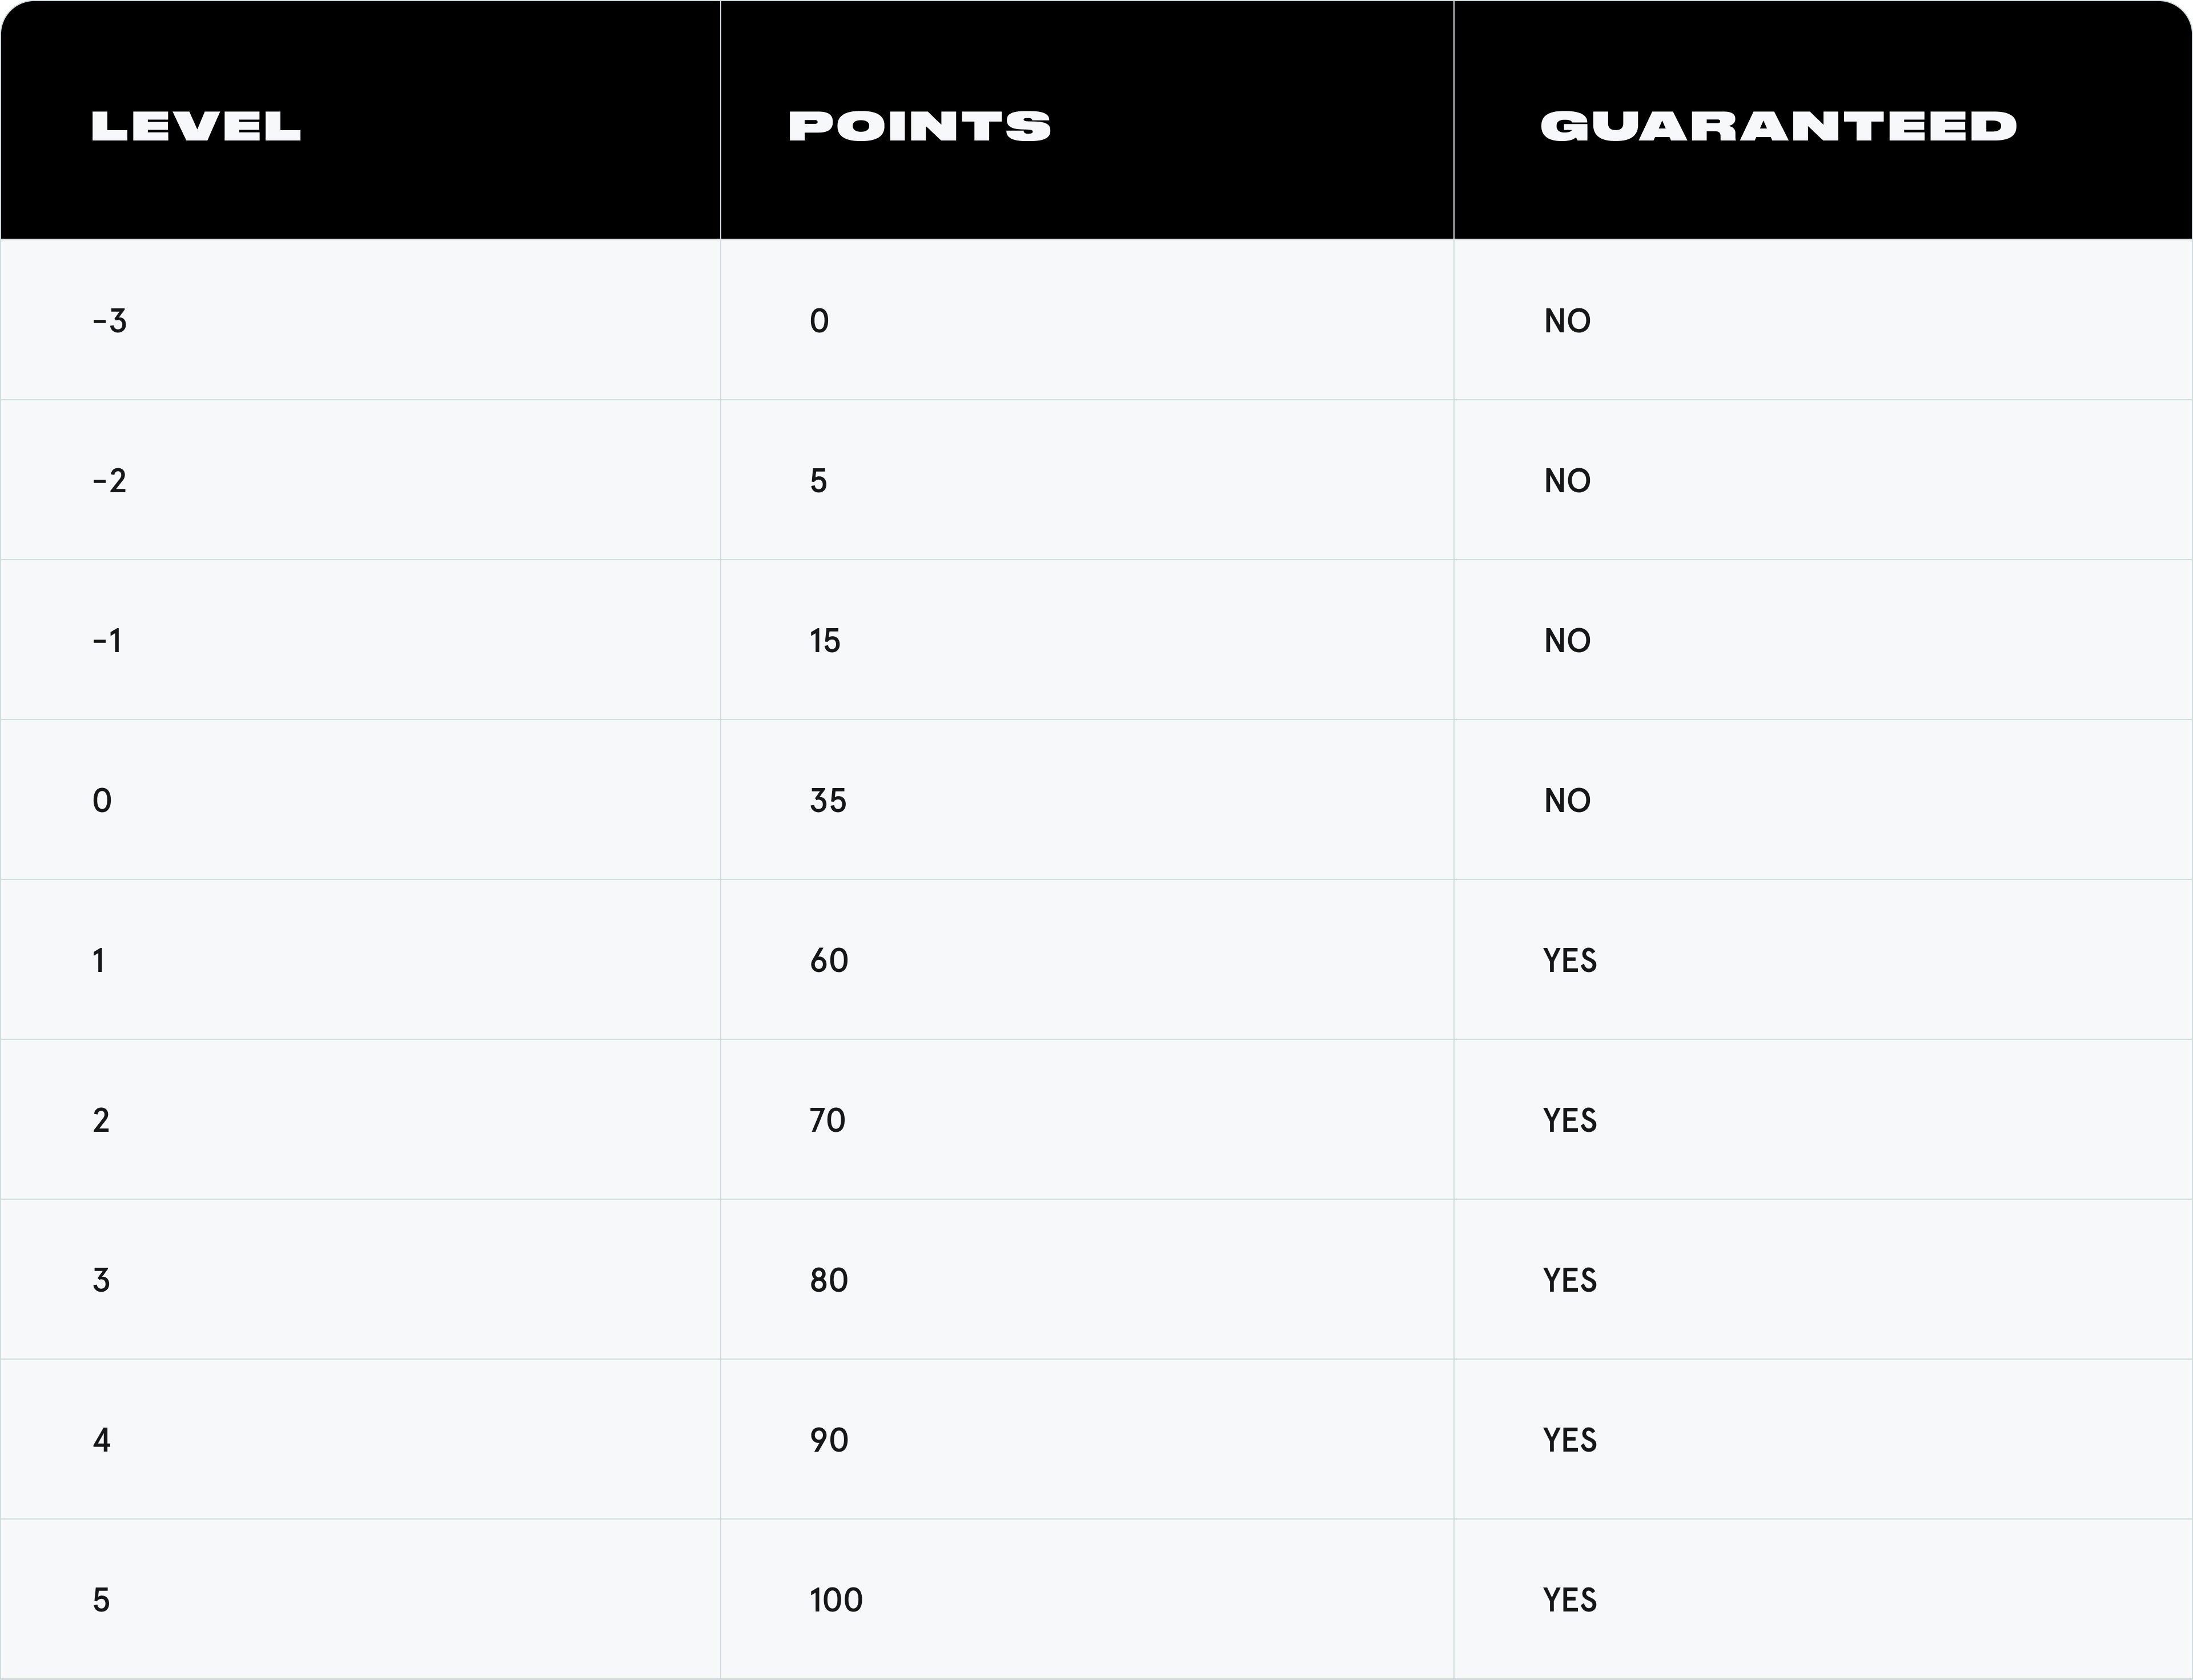 LEVEL POINTS GUARANTEED
-3 0 NO
-2 5 NO
-1 15 NO
0 35 NO
1 60 YES
2 70 YES
3 80 YES
4 90 YES
5 100 YES